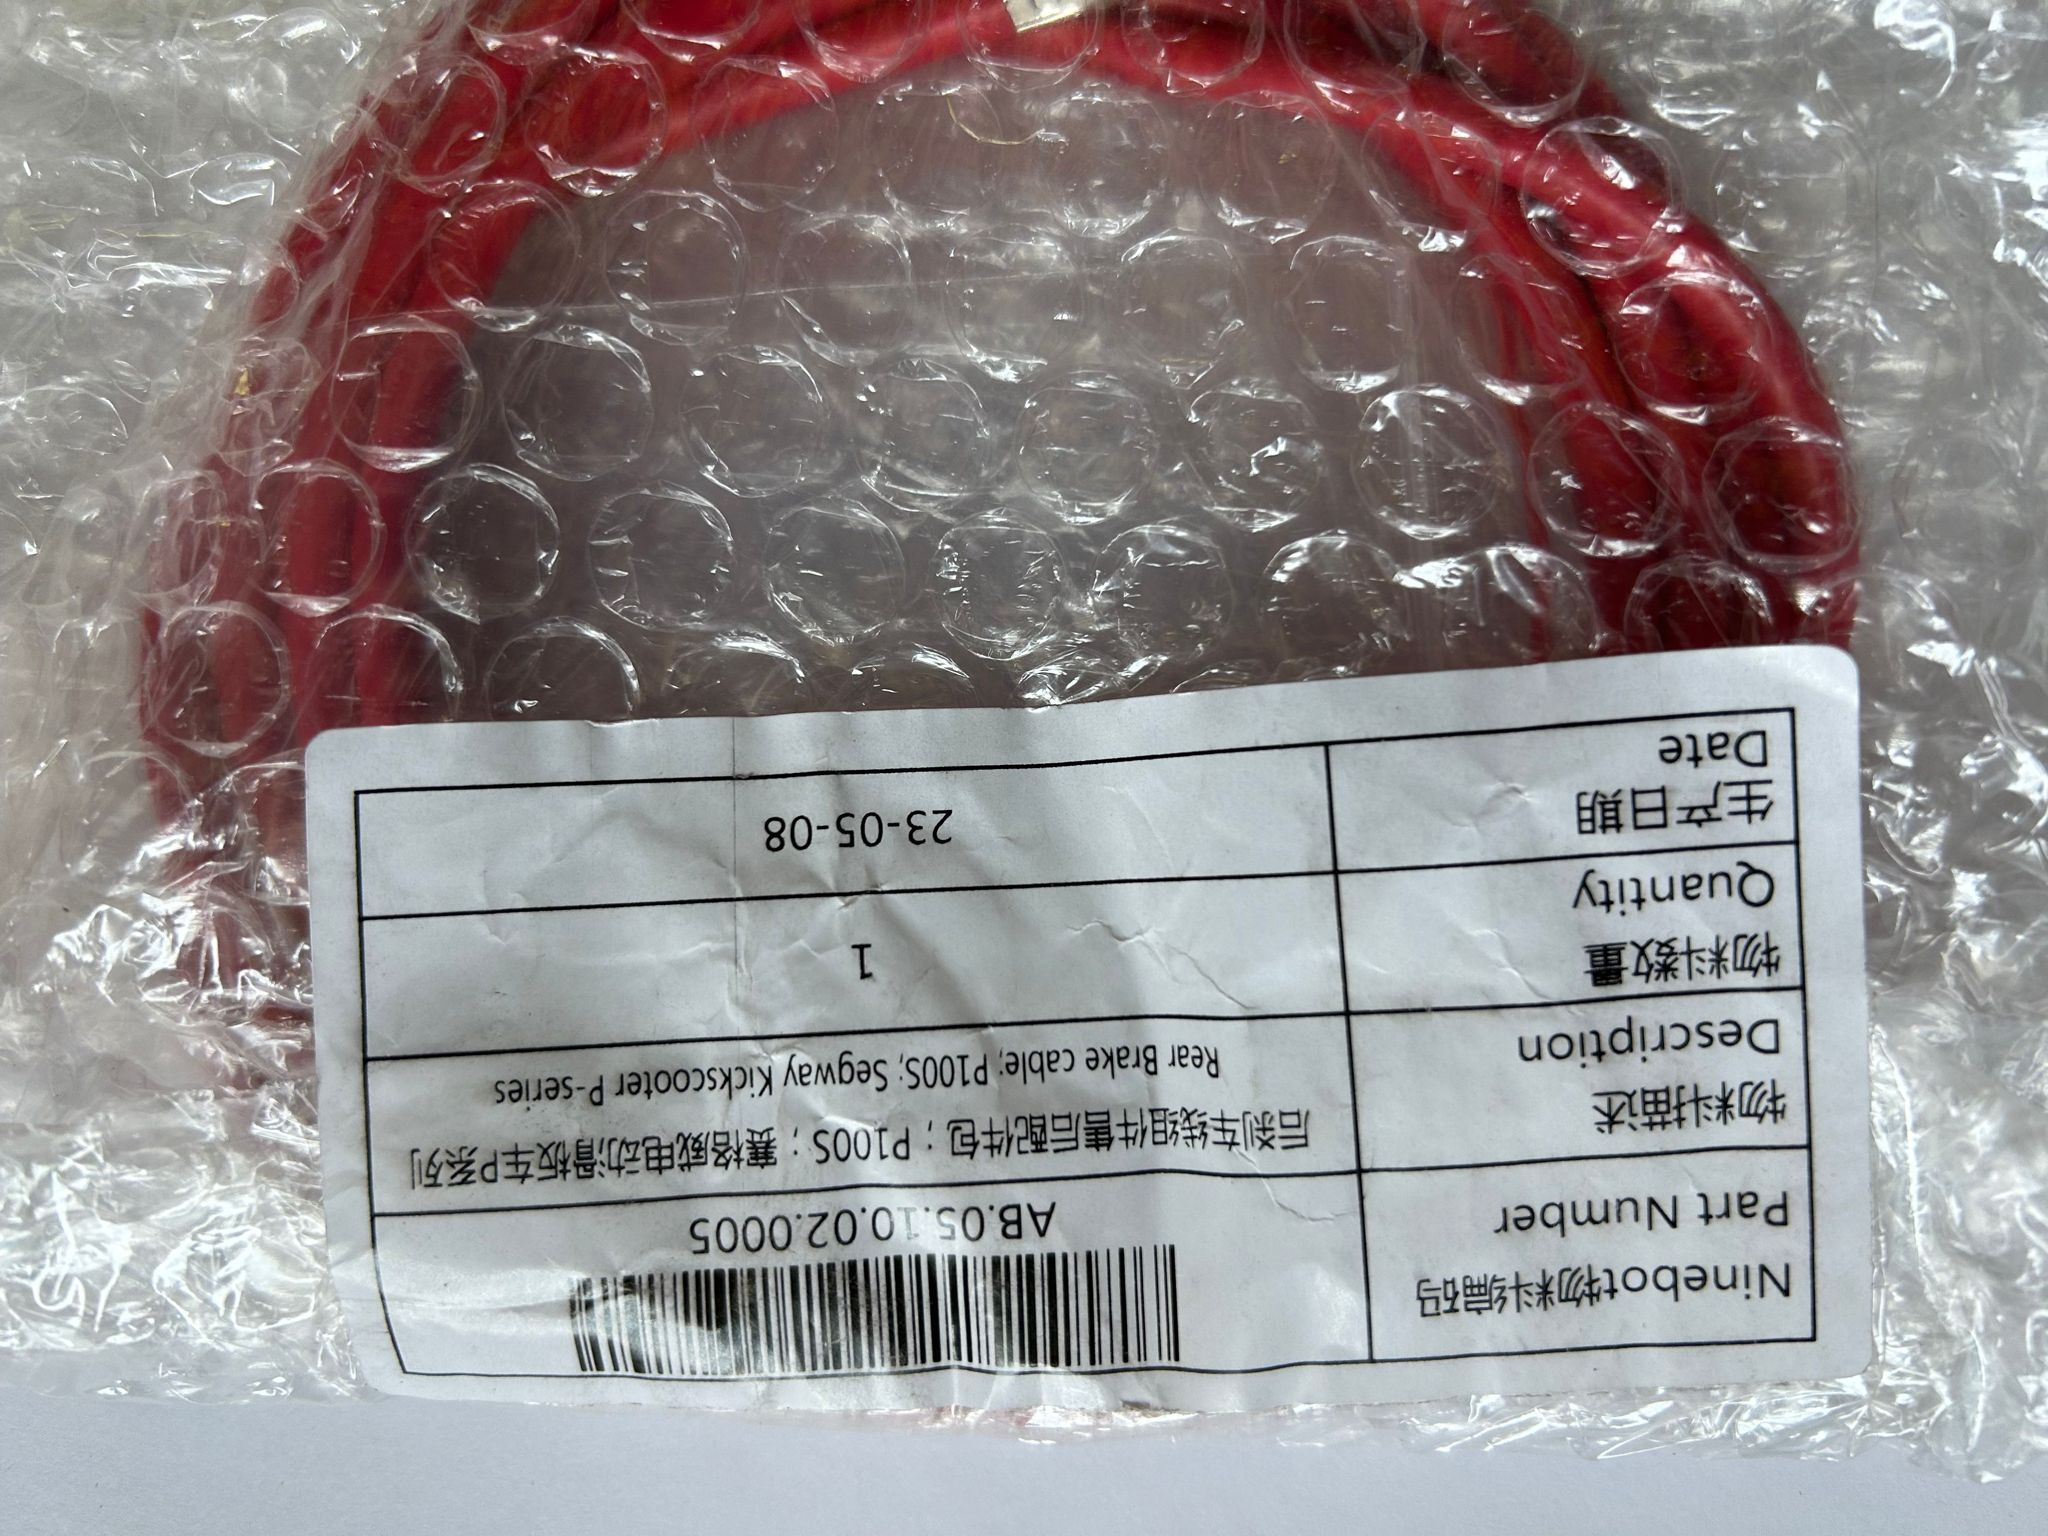 Ninebot物料编码
Part Number
AB.05.10.02.0005
物料描述
Description
后刹车线组件售后配件包；P100S；赛格威电动滑板车P系列
Rear Brake cable; P100S; Segway Kickscooter P-series
物料数量
Quantity
1
生产日期
Date
23-05-08